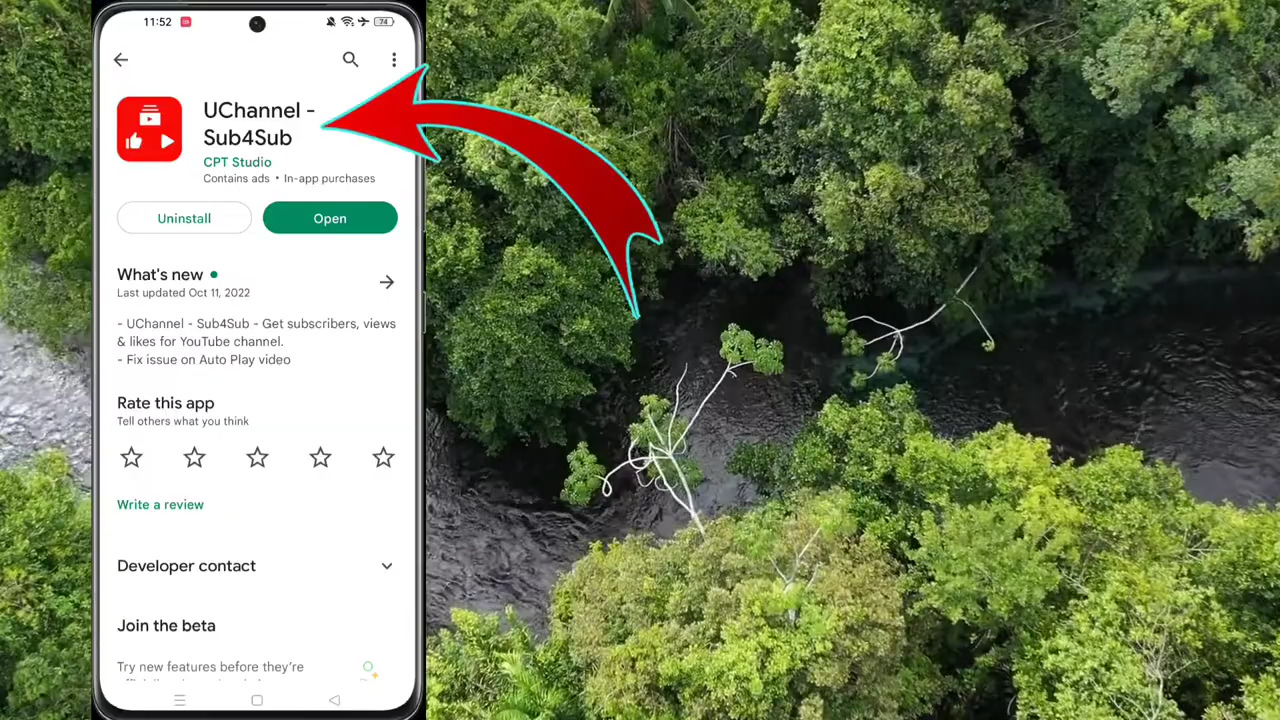 11:52
74
UChannel -
Sub4Sub
CPT Studio
Contains ads • In-app purchases
Uninstall
Open
What's new
Last updated Oct 11, 2022
- UChannel - Sub4Sub - Get subscribers, views
& likes for YouTube channel.
- Fix issue on Auto Play video
Rate this app
Tell others what you think
Write a review
Developer contact
Join the beta
Try new features before they're